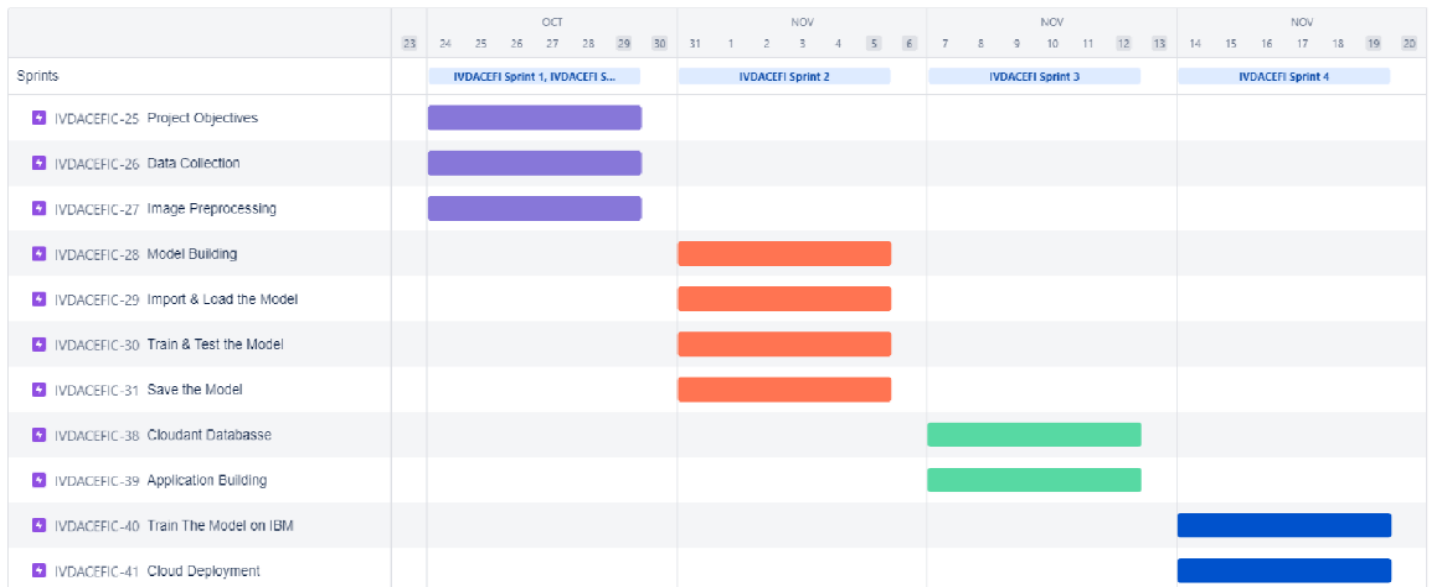 OCT NOV NOV NOV
23 24 25 26 27 28 29 30 31 1 2 3 4 5 6 7 8 9 10 11 12 13 14 15 16 17 18 19 20
Sprints IVDACEFI Sprint 1, IVDACEFI S... IVDACEFI Sprint 2 IVDACEFI Sprint 3 IVDACEFI Sprint 4
IVDACEFIC-25 Project Objectives
IVDACEFIC-26 Data Collection
IVDACEFIC-27 Image Preprocessing
IVDACEFIC-28 Model Building
IVDACEFIC-29 Import & Load the Model
IVDACEFIC-30 Train & Test the Model
IVDACEFIC-31 Save the Model
IVDACEFIC-38 Cloudant Databasse
IVDACEFIC-39 Application Building
IVDACEFIC-40 Train The Model on IBM
IVDACEFIC-41 Cloud Deployment